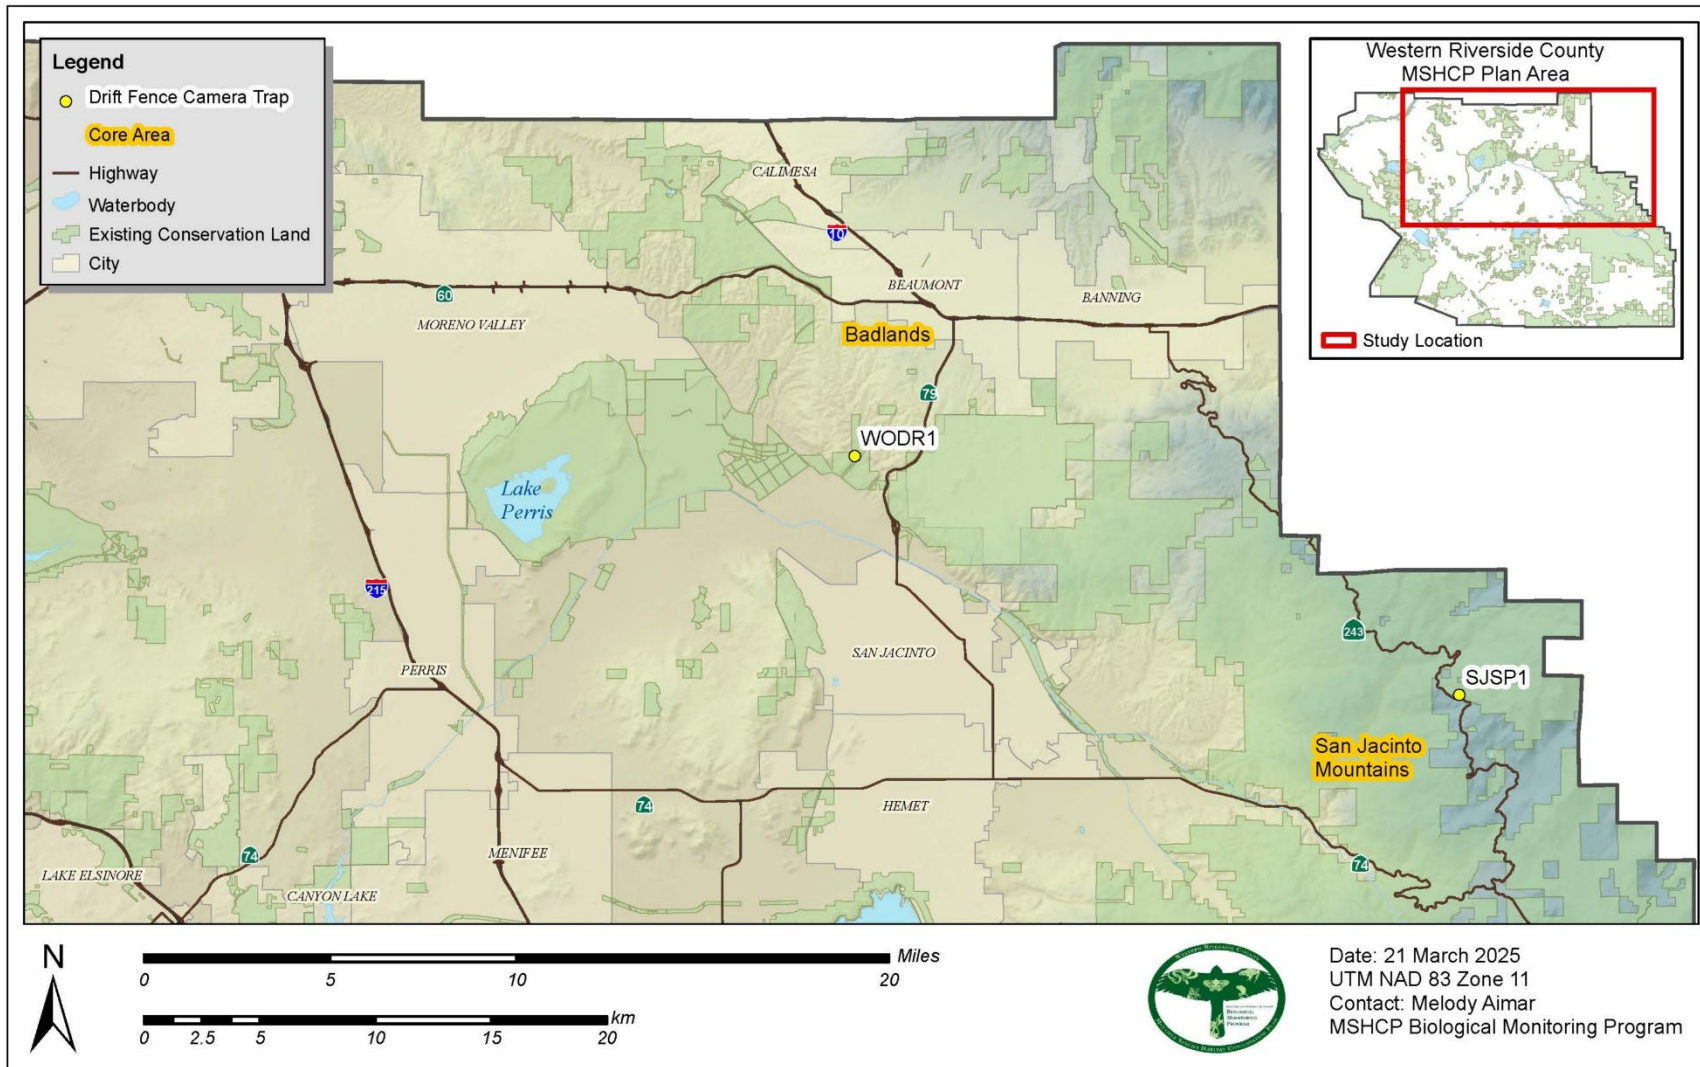 Legend
Drift Fence Camera Trap
Core Area
Highway
Waterbody
Existing Conservation Land
City
Western Riverside County
MSHCP Plan Area
Study Location
CALIMESA
10
BEAUMONT
BANNING
60
MORENO VALLEY
Badlands
79
WODR1
Lake
Perris
215
243
SAN JACINTO
PERRIS
SJSP1
San Jacinto
Mountains
74
HEMET
MENIFEE
74
74
LAKE ELSINORE
CANYON LAKE
N
Miles
0 5 10 20
km
0 2.5 5 10 15 20
BIOLOGICAL
MONITORING
PROGRAM
Date: 21 March 2025
UTM NAD 83 Zone 11
Contact: Melody Aimar
MSHCP Biological Monitoring Program